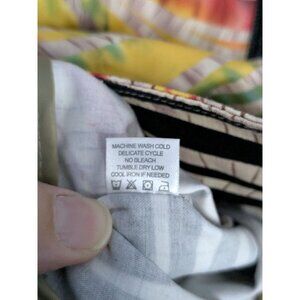 MACHINE WASH COLD
DELICATE CYCLE
NO BLEACH
TUMBLE DRY LOW
COOL IRON IF NEEDED